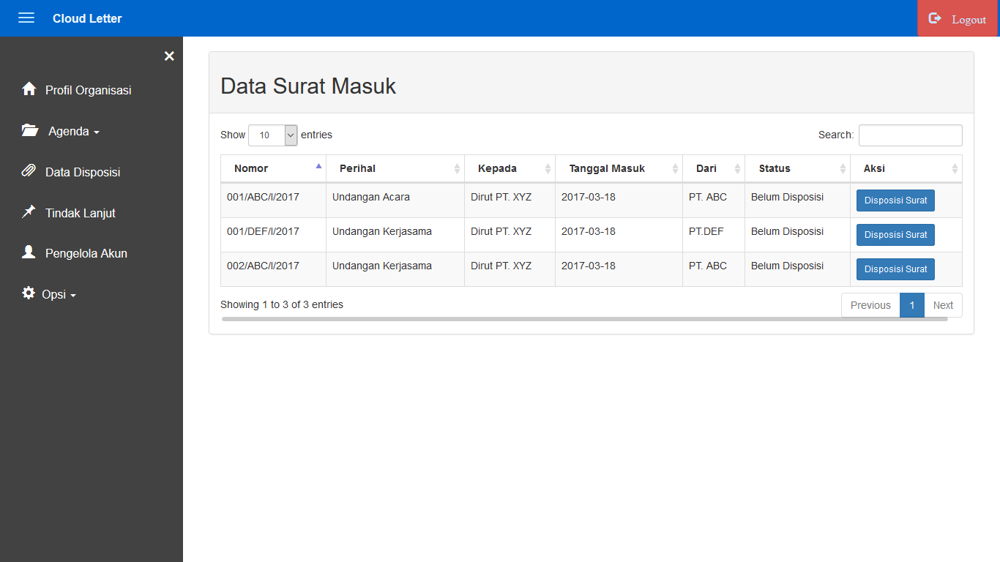 Cloud Letter
Logout
Profil Organisasi
Agenda
Data Disposisi
Tindak Lanjut
Pengelola Akun
Opsi
Data Surat Masuk
Show 10 entries
Search:
Nomor Perihal Kepada Tanggal Masuk Dari Status Aksi
001/ABC/I/2017 Undangan Acara Dirut PT. XYZ 2017-03-18 PT. ABC Belum Disposisi Disposisi Surat
001/DEF/I/2017 Undangan Kerjasama Dirut PT. XYZ 2017-03-18 PT.DEF Belum Disposisi Disposisi Surat
002/ABC/I/2017 Undangan Kerjasama Dirut PT. XYZ 2017-03-18 PT. ABC Belum Disposisi Disposisi Surat
Showing 1 to 3 of 3 entries
Previous 1 Next